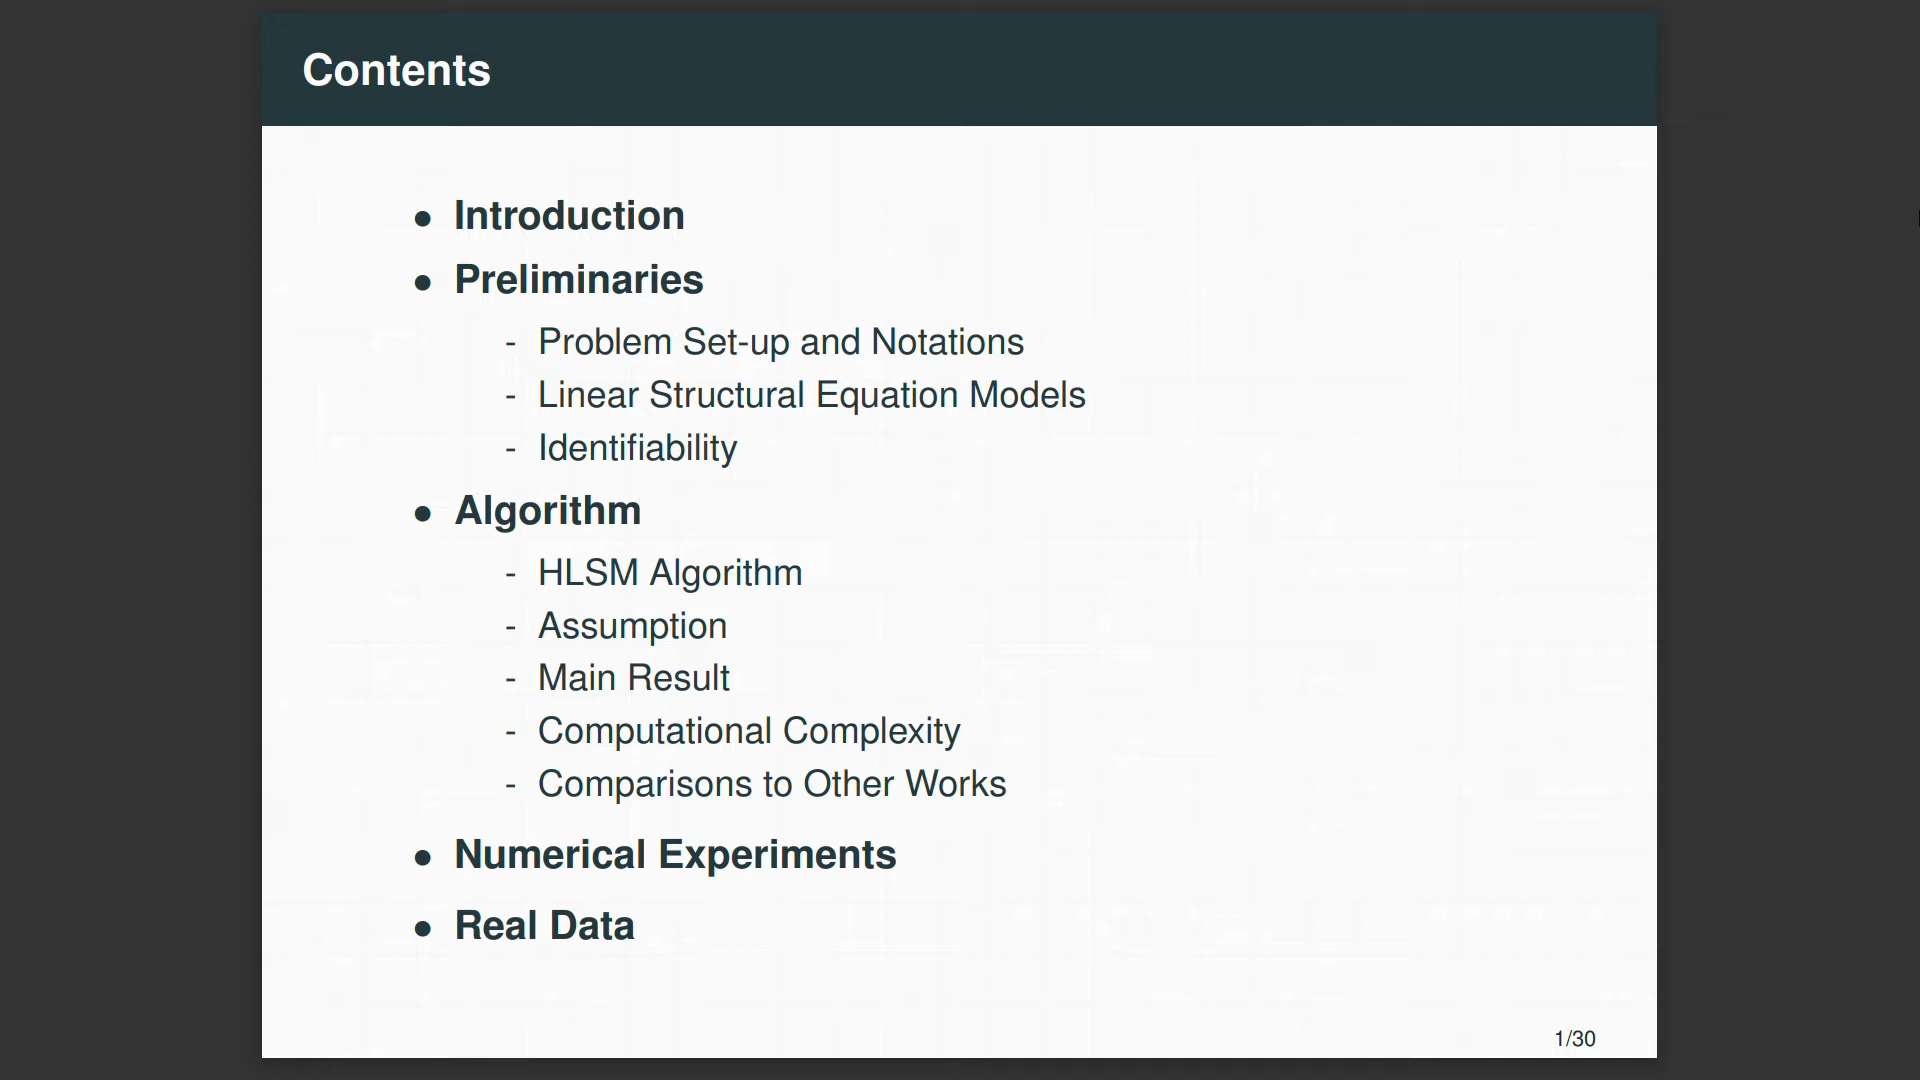 Contents
● Introduction
● Preliminaries
- Problem Set-up and Notations
- Linear Structural Equation Models
- Identifiability
● Algorithm
- HLSM Algorithm
- Assumption
- Main Result
- Computational Complexity
- Comparisons to Other Works
● Numerical Experiments
● Real Data
1/30